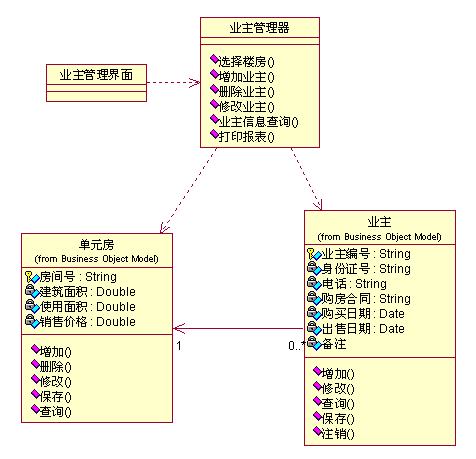 业主管理器
选择楼房()
增加业主()
删除业主()
修改业主()
业主信息查询()
打印报表()
业主管理界面
单元房
(from Business Object Model)
房间号 : String
建筑面积 : Double
使用面积 : Double
销售价格 : Double
增加()
删除()
修改()
保存()
查询()
业主
(from Business Object Model)
业主编号 : String
身份证号 : String
电话 : String
购房合同 : String
购买日期 : Date
出售日期 : Date
备注
增加()
修改()
查询()
保存()
注销()
1
0..*